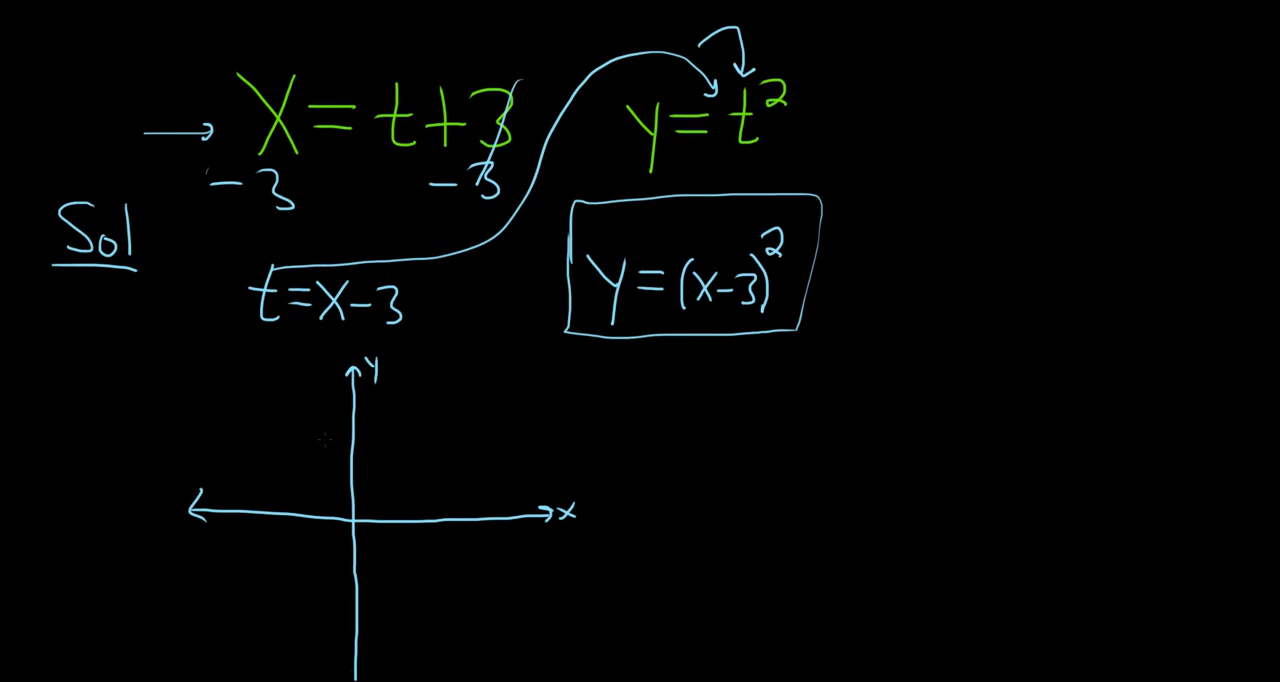 X = t + 3
y = t²
- 3 - 3
Sol
t = x - 3
y = (x - 3)²
y
x